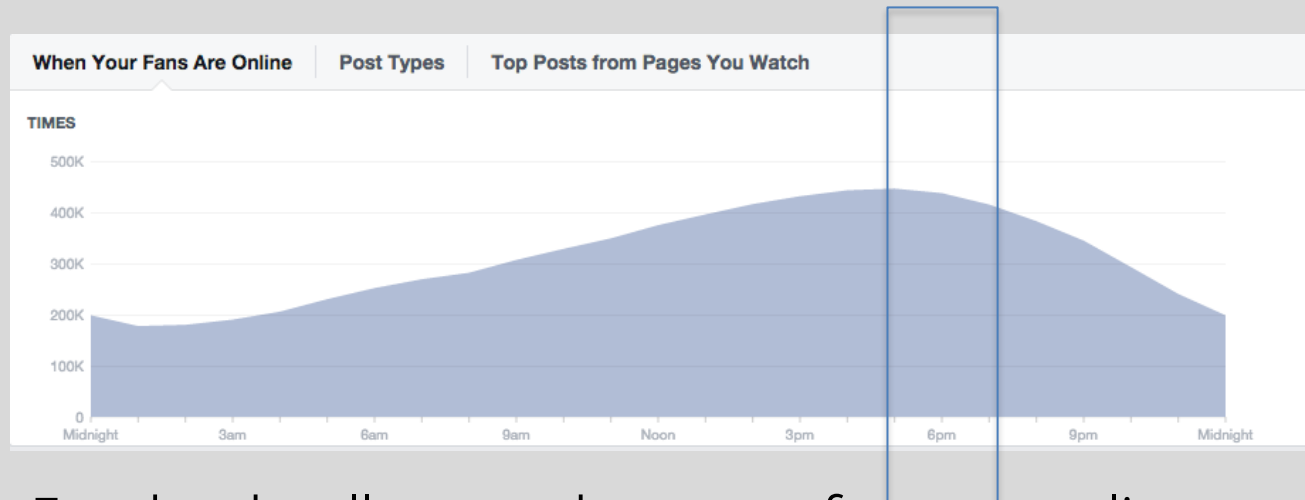 When Your Fans Are Online Post Types Top Posts from Pages You Watch
TIMES
500K
400K
300K
200K
100K
0
Midnight 3am 6am 9am Noon 3pm 6pm 9pm Midnight